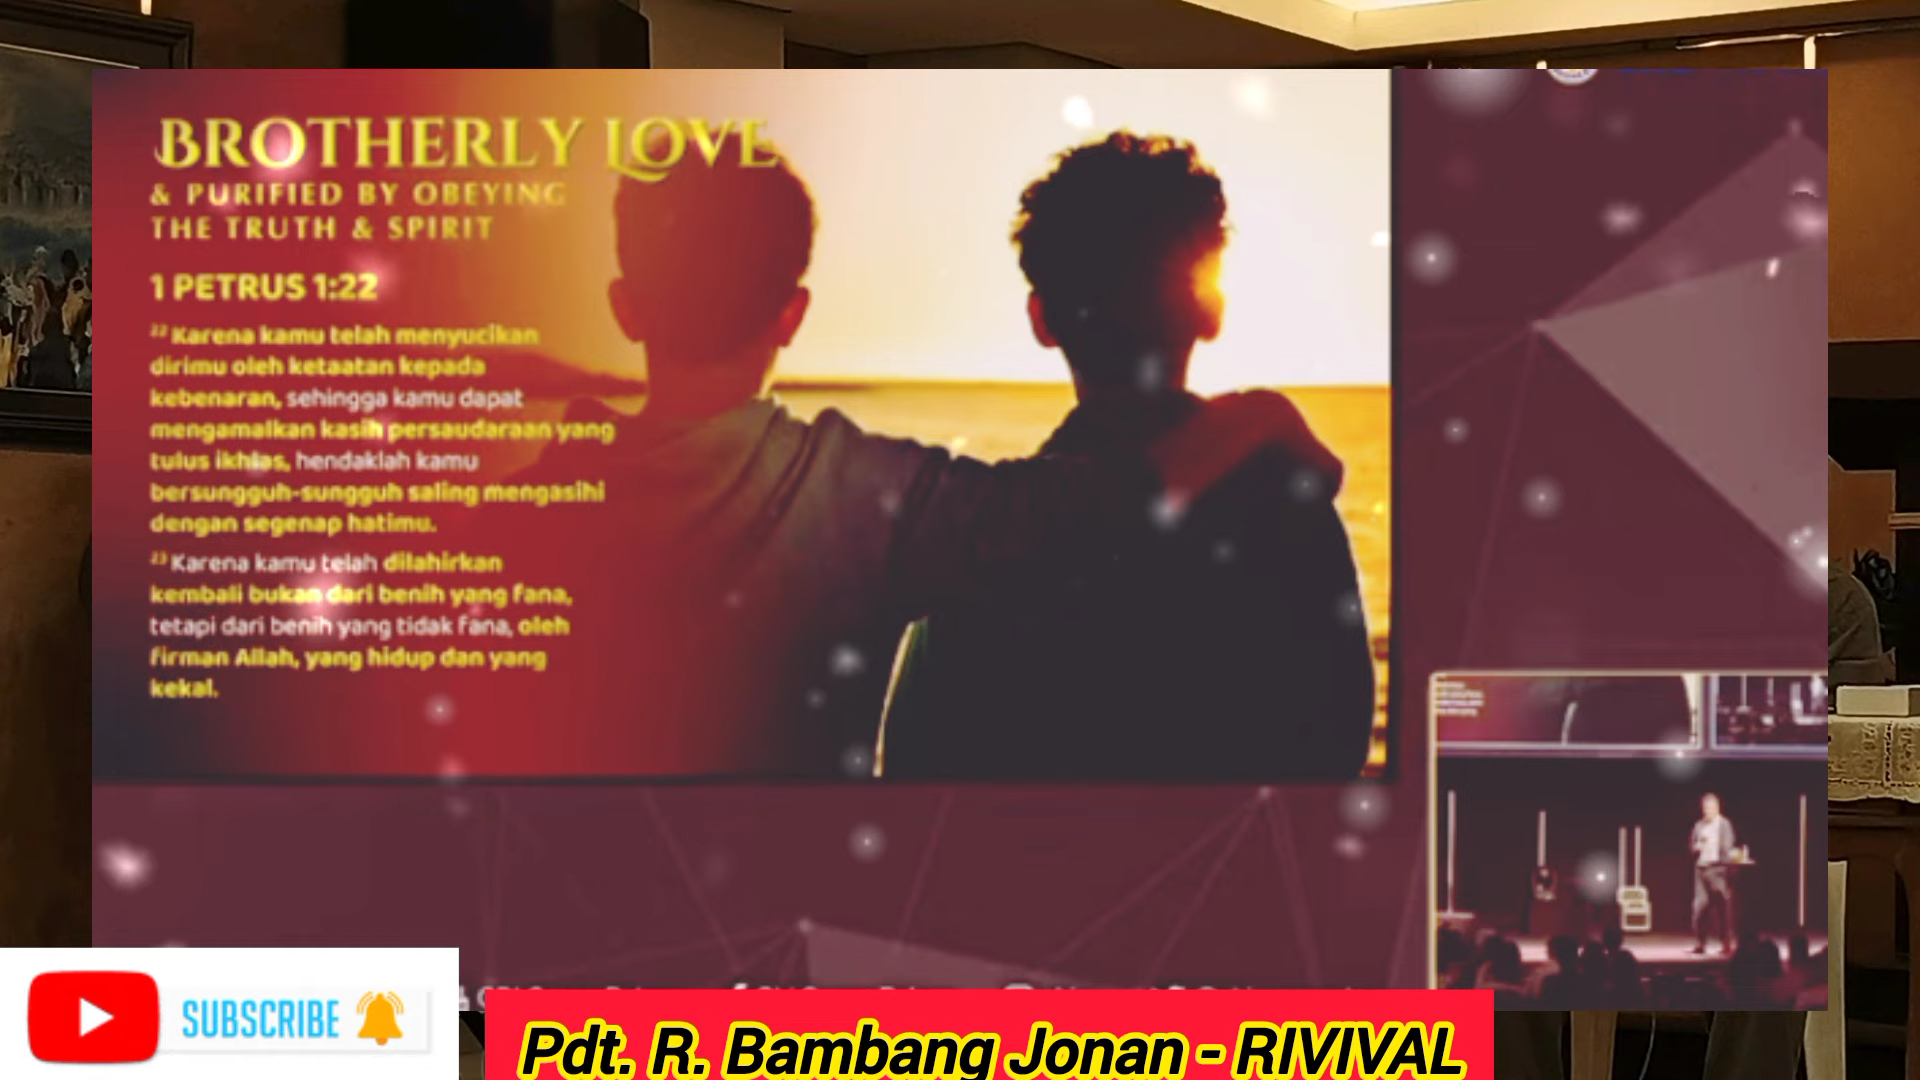 BROTHERLY LOVE
& PURIFIED BY OBEYING
THE TRUTH & SPIRIT
1 PETRUS 1:22
22 Karena kamu telah menyucikan
dirimu oleh ketaatan kepada
kebenaran, sehingga kamu dapat
mengamalkan kasih persaudaraan yang
tulus ikhlas, hendaklah kamu
bersungguh-sungguh saling mengasihi
dengan segenap hatimu.
23 Karena kamu telah dilahirkan
kembali bukan dari benih yang fana,
tetapi dari benih yang tidak fana, oleh
firman Allah, yang hidup dan yang
kekal.
SUBSCRIBE
Pdt. R. Bambang Jonan - RIVIVAL